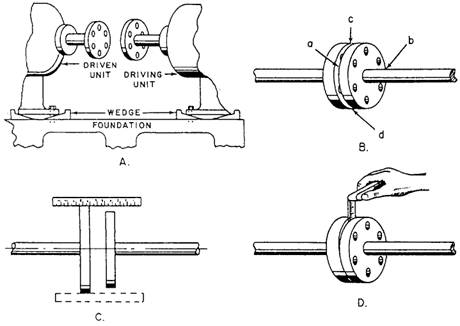 DRIVEN
UNIT
DRIVING
UNIT
WEDGE
FOUNDATION
A.
a
c
b
d
B.
C.
D.